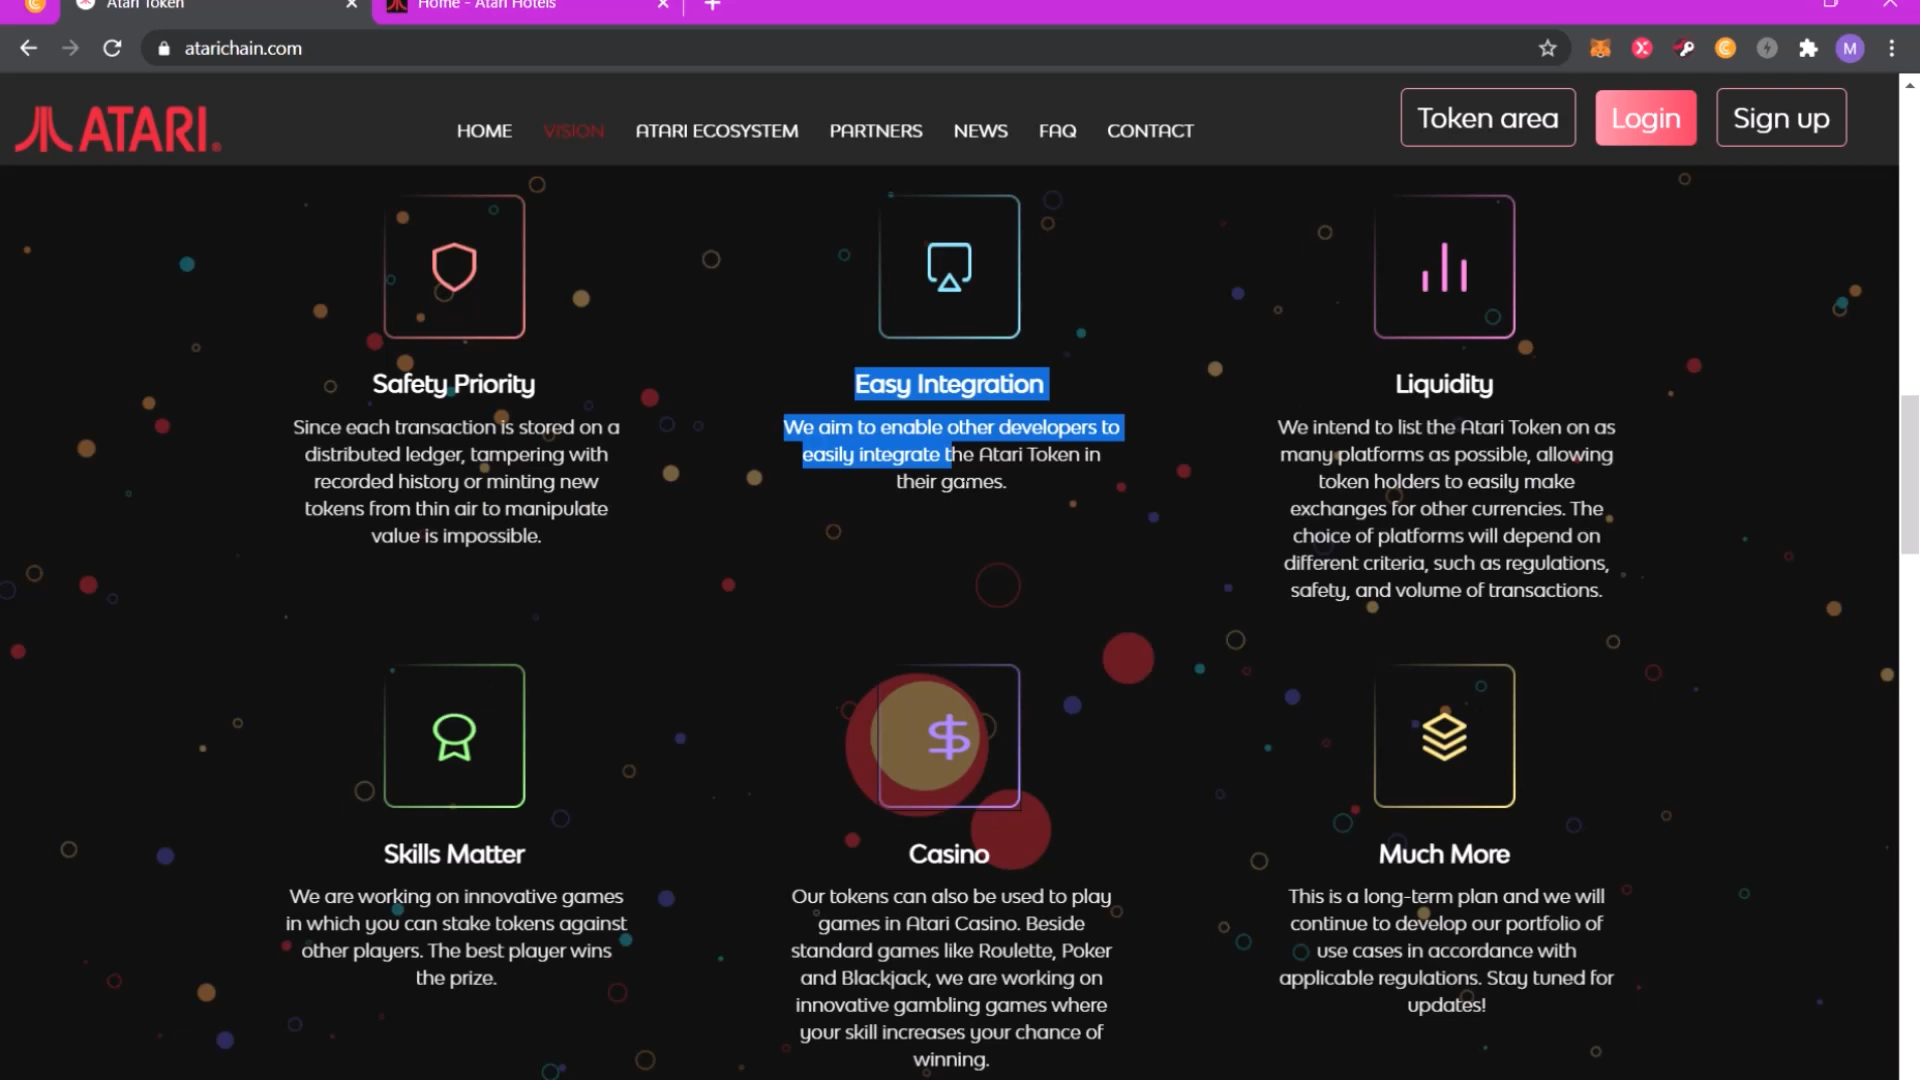 Atari Token
Home - Atari Hotels
atarichain.com
M
ATARI
HOME
VISION
ATARI ECOSYSTEM
PARTNERS
NEWS
FAQ
CONTACT
Token area
Login
Sign up
Safety Priority
Since each transaction is stored on a
distributed ledger, tampering with
recorded history or minting new
tokens from thin air to manipulate
value is impossible.
Easy Integration
We aim to enable other developers to
easily integrate the Atari Token in
their games.
Liquidity
We intend to list the Atari Token on as
many platforms as possible, allowing
token holders to easily make
exchanges for other currencies. The
choice of platforms will depend on
different criteria, such as regulations,
safety, and volume of transactions.
Skills Matter
We are working on innovative games
in which you can stake tokens against
other players. The best player wins
the prize.
Casino
Our tokens can also be used to play
games in Atari Casino. Beside
standard games like Roulette, Poker
and Blackjack, we are working on
innovative gambling games where
your skill increases your chance of
winning.
Much More
This is a long-term plan and we will
continue to develop our portfolio of
use cases in accordance with
applicable regulations. Stay tuned for
updates!